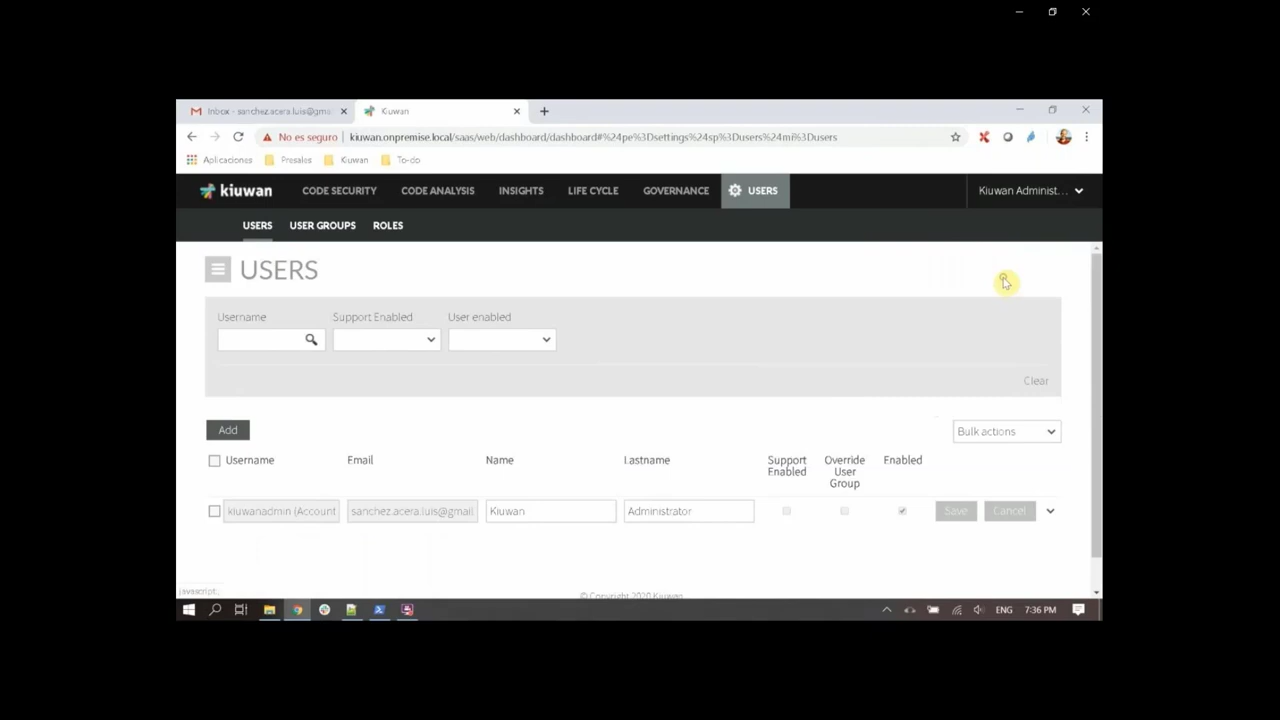 Inbox - sanchez.acera.luis@gma
Kiuwan
No es seguro
kiuwan.onpremise.local/saas/web/dashboard/dashboard#%24pe%3Dsettings%24sp%3Dusers%24mi%3Dusers
Aplicaciones
Presales
Kiuwan
To-do
kiuwan
CODE SECURITY
CODE ANALYSIS
INSIGHTS
LIFE CYCLE
GOVERNANCE
USERS
Kiuwan Administ...
USERS
USER GROUPS
ROLES
USERS
Username
Support Enabled
User enabled
Clear
Add
Bulk actions
Username
Email
Name
Lastname
Support Enabled
Override User Group
Enabled
kiuwanadmin (Account
sanchez.acera.luis@gmail
Kiuwan
Administrator
Save
Cancel
javascript:
© Copyright 2020 Kiuwan
ENG
7:36 PM